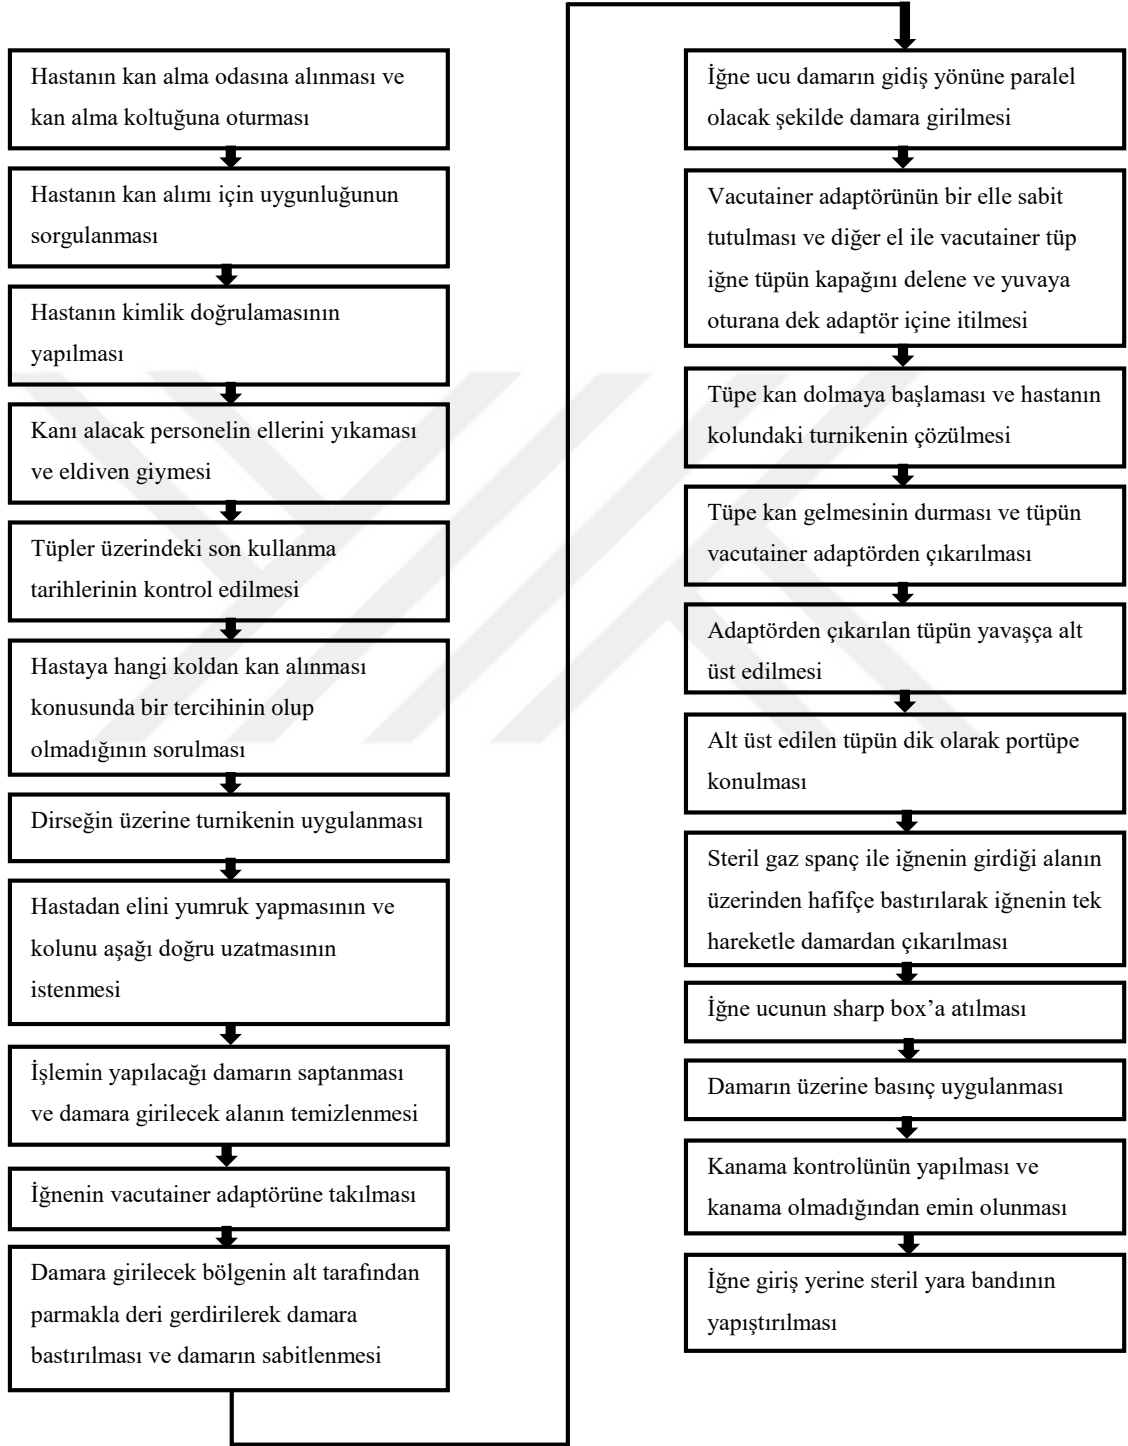 Hastanın kan alma odasına alınması ve
kan alma koltuğuna oturması
Hastanın kan alımı için uygunluğunun
sorgulanması
Hastanın kimlik doğrulamasının
yapılması
Kanı alacak personelin ellerini yıkaması
ve eldiven giymesi
Tüpler üzerindeki son kullanma
tarihlerinin kontrol edilmesi
Hastaya hangi koldan kan alınması
konusunda bir tercihinin olup
olmadığının sorulması
Dirseğin üzerine turnikenin uygulanması
Hastadan elini yumruk yapmasının ve
kolunu aşağı doğru uzatmasının
istenmesi
İşlemin yapılacağı damarın saptanması
ve damara girilecek alanın temizlenmesi
İğnenin vacutainer adaptörüne takılması
Damara girilecek bölgenin alt tarafından
parmakla deri gerdirilerek damara
bastırılması ve damarın sabitlenmesi
İğne ucu damarın gidiş yönüne paralel
olacak şekilde damara girilmesi
Vacutainer adaptörünün bir elle sabit
tutulması ve diğer el ile vacutainer tüp
iğne tüpün kapağını delene ve yuvaya
oturana dek adaptör içine itilmesi
Tüpe kan dolmaya başlaması ve hastanın
kolundaki turnikenin çözülmesi
Tüpe kan gelmesinin durması ve tüpün
vacutainer adaptörden çıkarılması
Adaptörden çıkarılan tüpün yavaşça alt
üst edilmesi
Alt üst edilen tüpün dik olarak portüpe
konulması
Steril gaz spanç ile iğnenin girdiği alanın
üzerinden hafifçe bastırılarak iğnenin tek
hareketle damardan çıkarılması
İğne ucunun sharp box’a atılması
Damarın üzerine basınç uygulanması
Kanama kontrolünün yapılması ve
kanama olmadığından emin olunması
İğne giriş yerine steril yara bandının
yapıştırılması